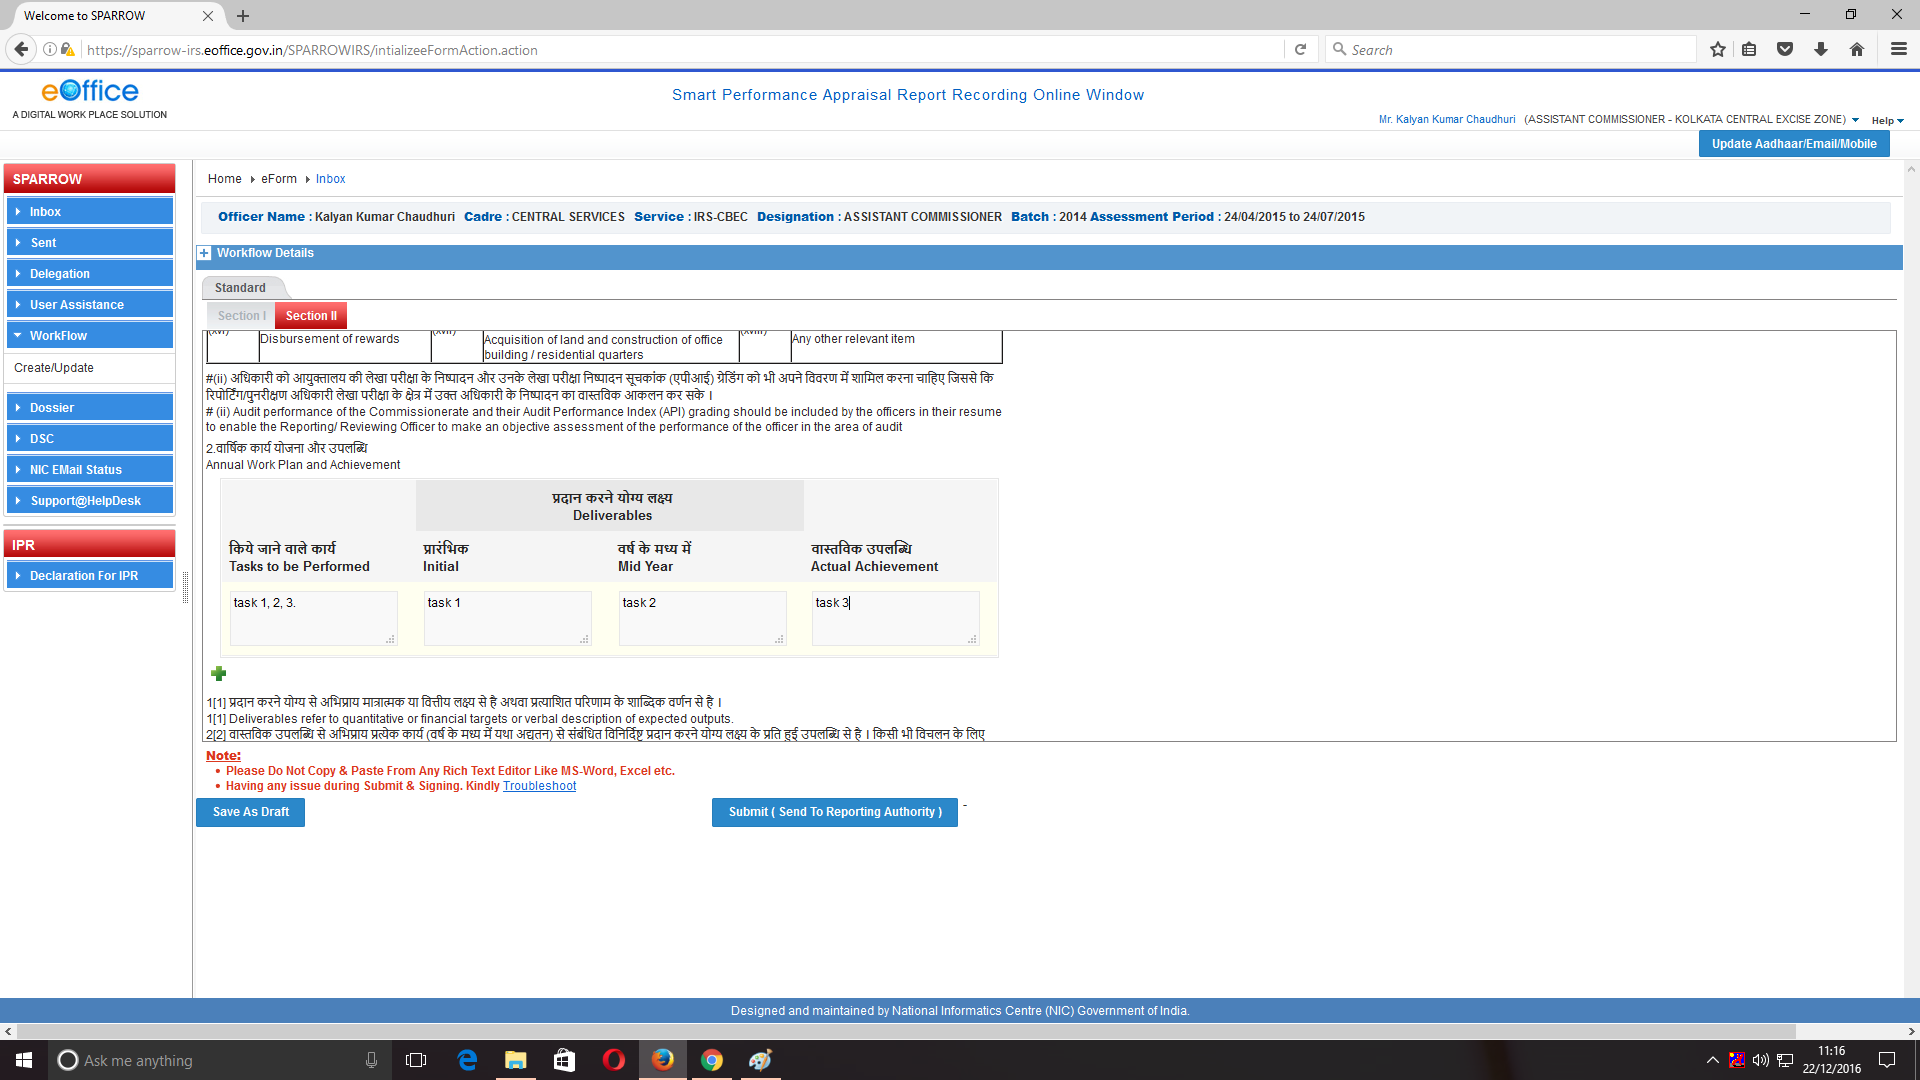 Welcome to SPARROW
https://sparrow-irs.eoffice.gov.in/SPARROWIRS/intializeeFormAction.action
Search
eOffice
A DIGITAL WORK PLACE SOLUTION
Smart Performance Appraisal Report Recording Online Window
Mr. Kalyan Kumar Chaudhuri (ASSISTANT COMMISSIONER - KOLKATA CENTRAL EXCISE ZONE) Help
Update Aadhaar/Email/Mobile
SPARROW
Inbox
Sent
Delegation
User Assistance
WorkFlow
Create/Update
Dossier
DSC
NIC EMail Status
Support@HelpDesk
IPR
Declaration For IPR
Home eForm Inbox
Officer Name : Kalyan Kumar Chaudhuri Cadre : CENTRAL SERVICES Service : IRS-CBEC Designation : ASSISTANT COMMISSIONER Batch : 2014 Assessment Period : 24/04/2015 to 24/07/2015
Workflow Details
Standard
Section I Section II
(xvi) Disbursement of rewards (xvii) Acquisition of land and construction of office (xviii) Any other relevant item
building / residential quarters
#(ii) अधिकारी को आयुक्तालय की लेखा परीक्षा के निष्पादन और उनके लेखा परीक्षा निष्पादन सूचकांक (एपीआई) ग्रेडिंग को भी अपने विवरण में शामिल करना चाहिए जिससे कि
रिपोर्टिंग/पुनरीक्षण अधिकारी लेखा परीक्षा के क्षेत्र में उक्त अधिकारी के निष्पादन का वास्तविक आकलन कर सके ।
# (ii) Audit performance of the Commissionerate and their Audit Performance Index (API) grading should be included by the officers in their resume
to enable the Reporting/ Reviewing Officer to make an objective assessment of the performance of the officer in the area of audit
2.वार्षिक कार्य योजना और उपलब्धि
Annual Work Plan and Achievement
प्रदान करने योग्य लक्ष्य
Deliverables
किये जाने वाले कार्य प्रारंभिक वर्ष के मध्य में वास्तविक उपलब्धि
Tasks to be Performed Initial Mid Year Actual Achievement
task 1, 2, 3. task 1 task 2 task 3
1[1] प्रदान करने योग्य से अभिप्राय मात्रात्मक या वित्तीय लक्ष्य से है अथवा प्रत्याशित परिणाम के शाब्दिक वर्णन से है ।
1[1] Deliverables refer to quantitative or financial targets or verbal description of expected outputs.
2[2] वास्तविक उपलब्धि से अभिप्राय प्रत्येक कार्य (वर्ष के मध्य में यथा अद्यतन) से संबंधित विनिर्दिष्ट प्रदान करने योग्य लक्ष्य के प्रति हुई उपलब्धि से है । किसी भी विचलन के लिए
Note:
• Please Do Not Copy & Paste From Any Rich Text Editor Like MS-Word, Excel etc.
• Having any issue during Submit & Signing. Kindly Troubleshoot
Save As Draft Submit ( Send To Reporting Authority ) -
Designed and maintained by National Informatics Centre (NIC) Government of India.
Ask me anything
11:16
22/12/2016